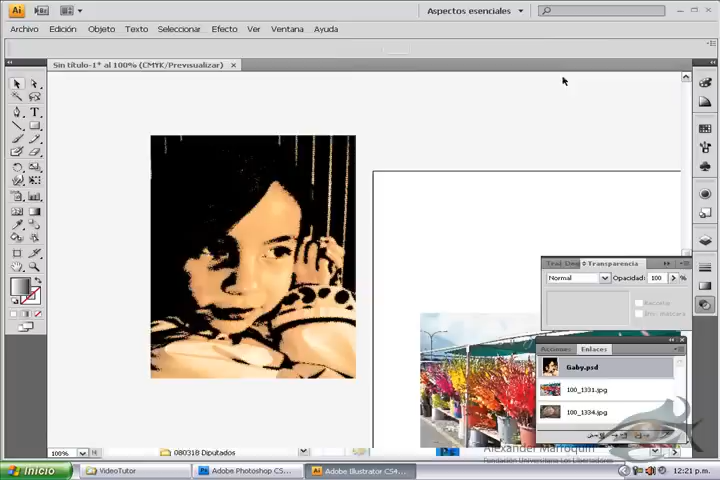 Ai
Br
Aspectos esenciales
Archivo Edición Objeto Texto Seleccionar Efecto Ver Ventana Ayuda
Sin título-1* al 100% (CMYK/Previsualizar) x
Transparencia
Normal Opacidad: 100 %
Recortar
Acciones Enlaces
Gaby.psd
100_1331.jpg
100_1334.jpg
100%
080318 Diputados
Alexander Marroquin
Fundación Universitaria Los Libertadores
Inicio VideoTutor Adobe Photoshop CS... Adobe Illustrator CS4... 12:21 p.m.